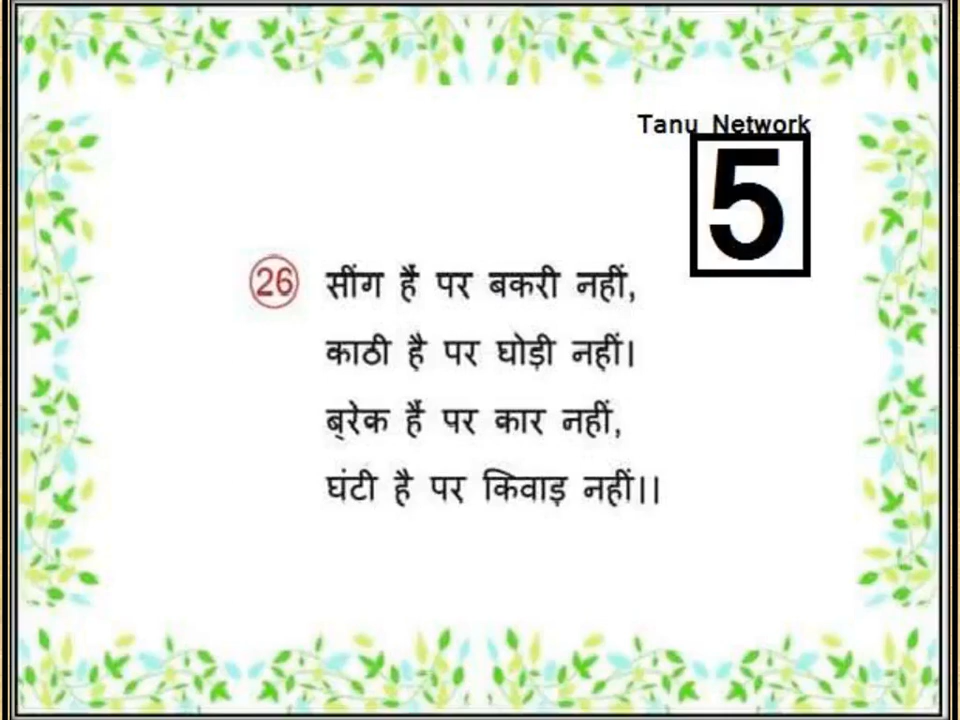 Tanu Network
5
26 सींग हैं पर बकरी नहीं,
काठी है पर घोड़ी नहीं।
ब्रेक हैं पर कार नहीं,
घंटी है पर किवाड़ नहीं।।